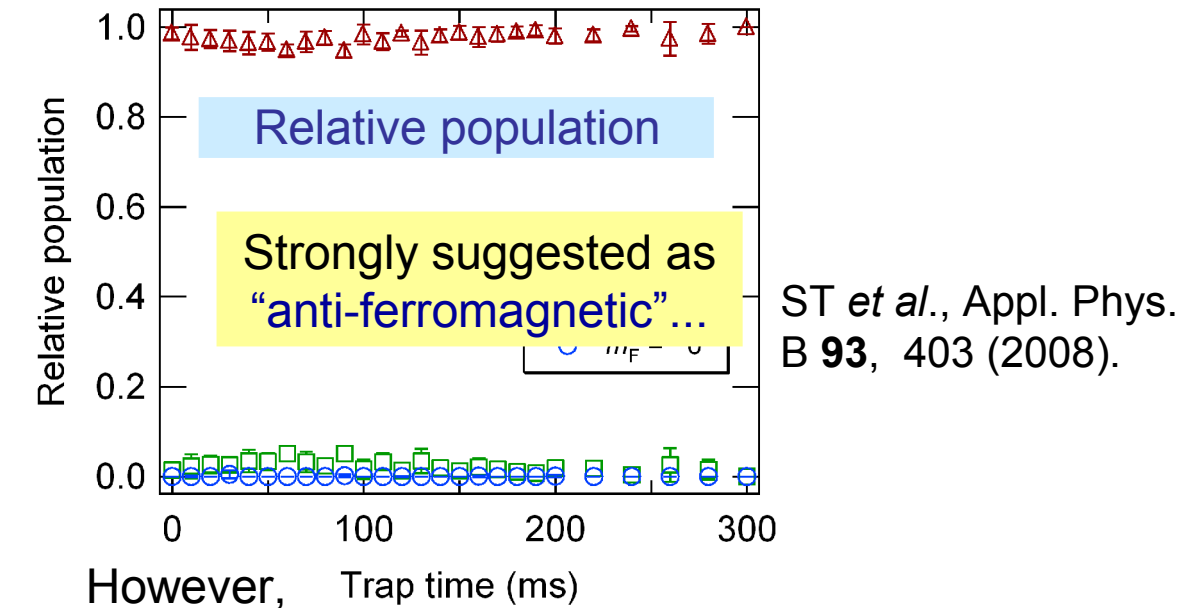 1.0
0.8
0.6
0.4
0.2
0.0
Relative population
Relative population
Strongly suggested as
“anti-ferromagnetic”...
ST et al., Appl. Phys.
B 93, 403 (2008).
0 100 200 300
However, Trap time (ms)